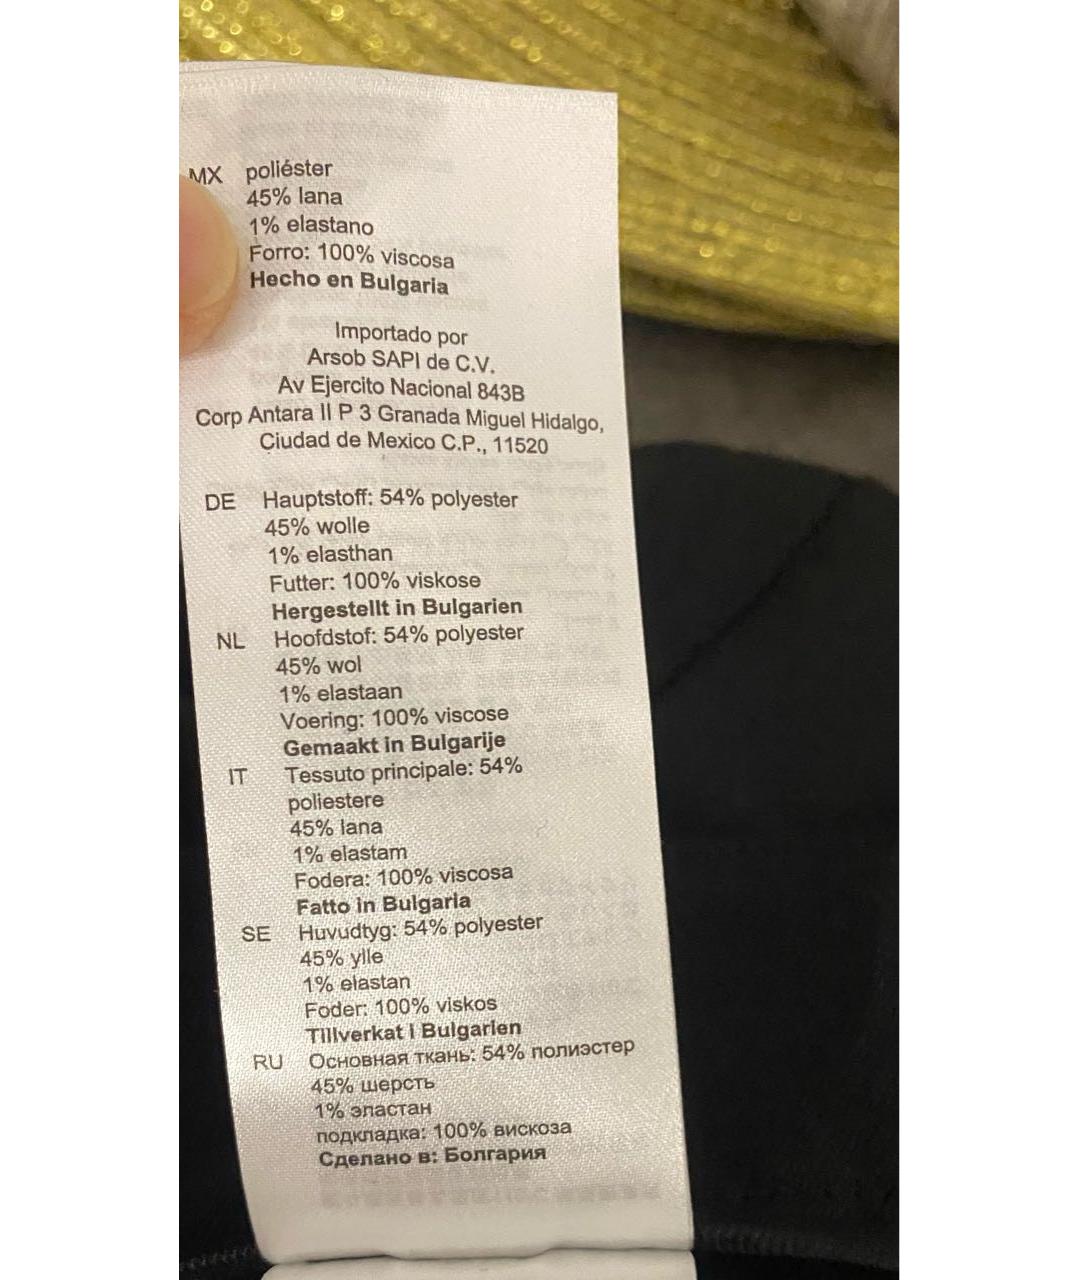 MX poliéster
45% lana
1% elastano
Forro: 100% viscosa
Hecho en Bulgaria
Importado por
Arsob SAPI de C.V.
Av Ejercito Nacional 843B
Corp Antara II P 3 Granada Miguel Hidalgo,
Ciudad de Mexico C.P., 11520
DE Hauptstoff: 54% polyester
45% wolle
1% elasthan
Futter: 100% viskose
Hergestellt in Bulgarien
NL Hoofdstof: 54% polyester
45% wol
1% elastaan
Voering: 100% viscose
Gemaakt in Bulgarije
IT Tessuto principale: 54%
poliestere
45% lana
1% elastam
Fodera: 100% viscosa
Fatto in Bulgaria
SE Huvudtyg: 54% polyester
45% ylle
1% elastan
Foder: 100% viskos
Tillverkat i Bulgarien
RU Основная ткань: 54% полиэстер
45% шерсть
1% эластан
подкладка: 100% вискоза
Сделано в: Болгария